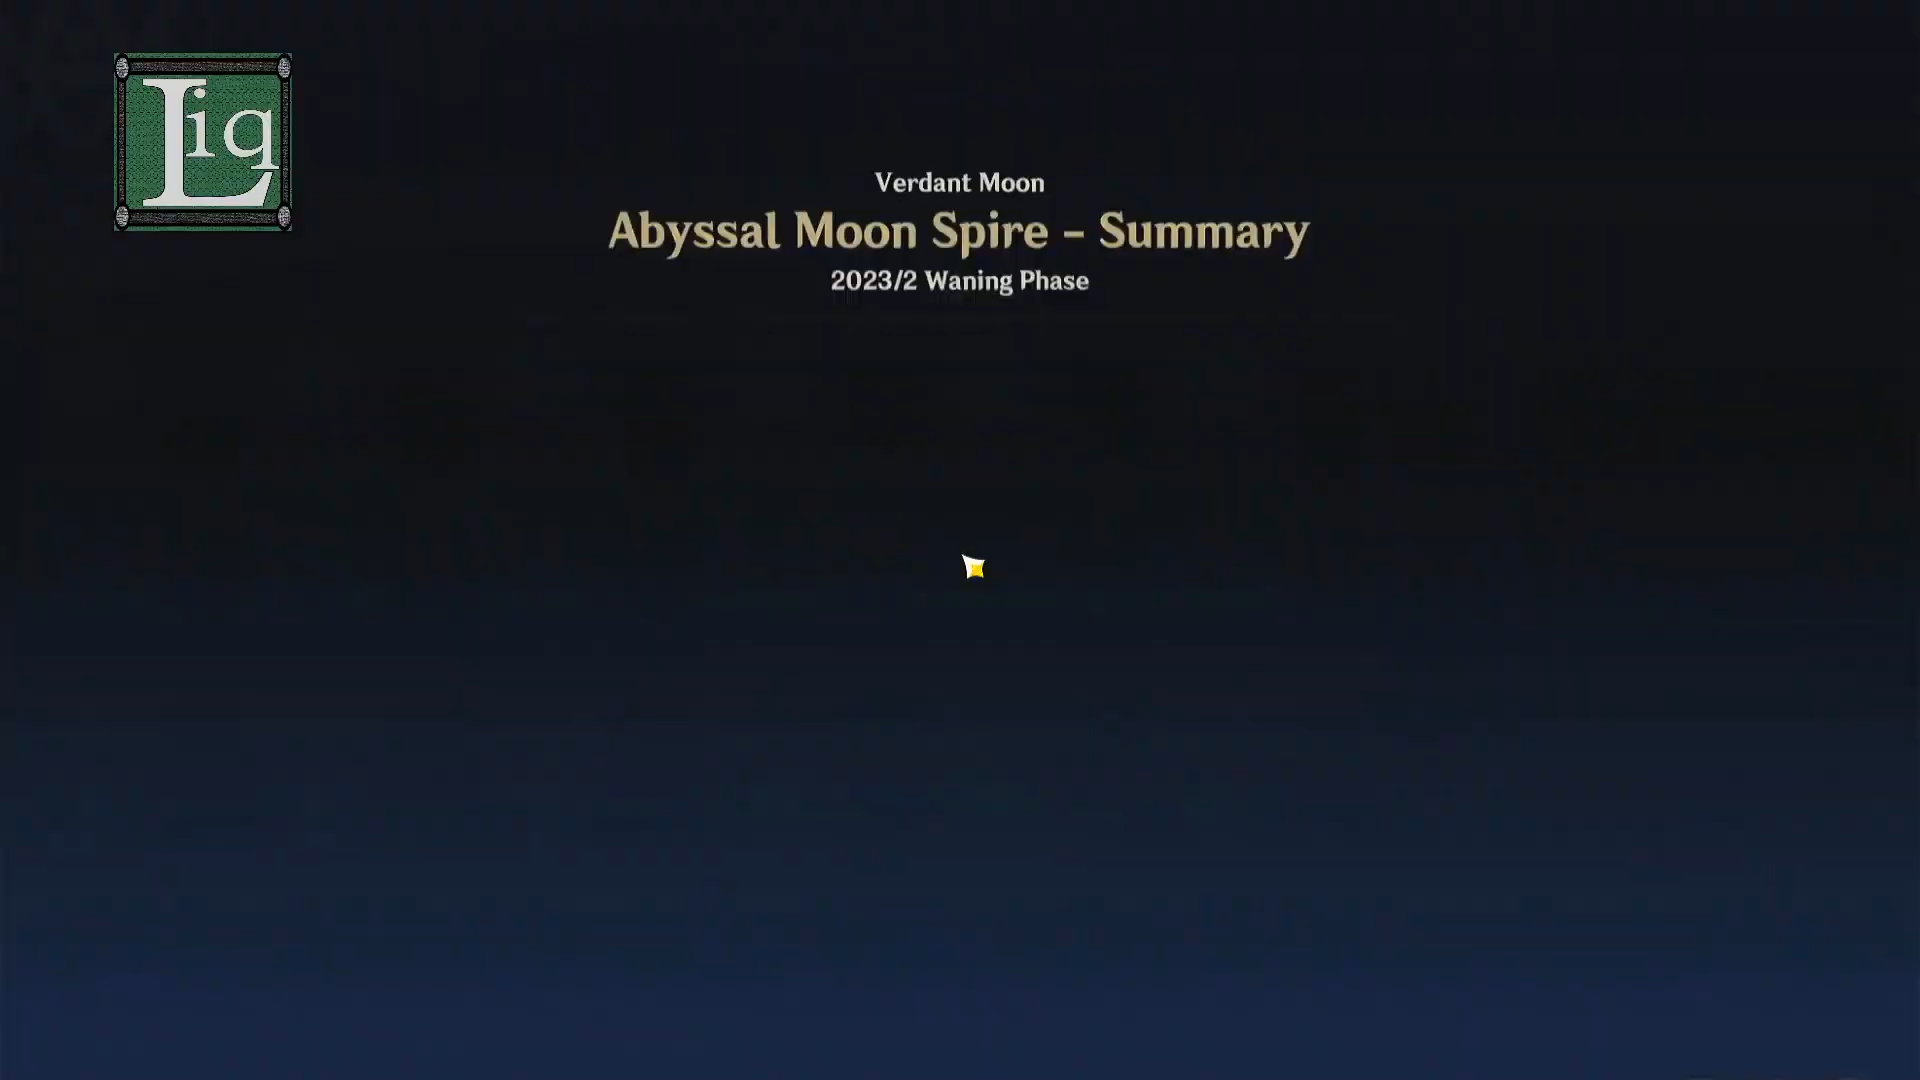 Liq
Verdant Moon
Abyssal Moon Spire – Summary
2023/2 Waning Phase